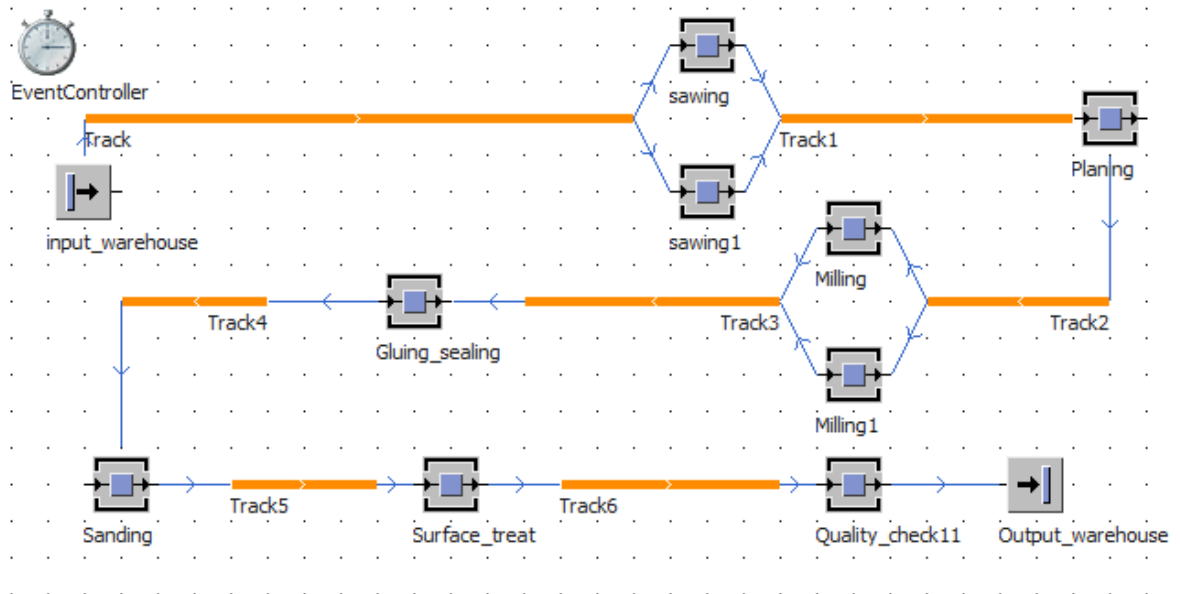 EventController
sawing
Track
Track1
Planing
input_warehouse
sawing1
Milling
Track4
Track3
Track2
Gluing_sealing
Milling1
Track5
Track6
Sanding
Surface_treat
Quality_check11
Output_warehouse